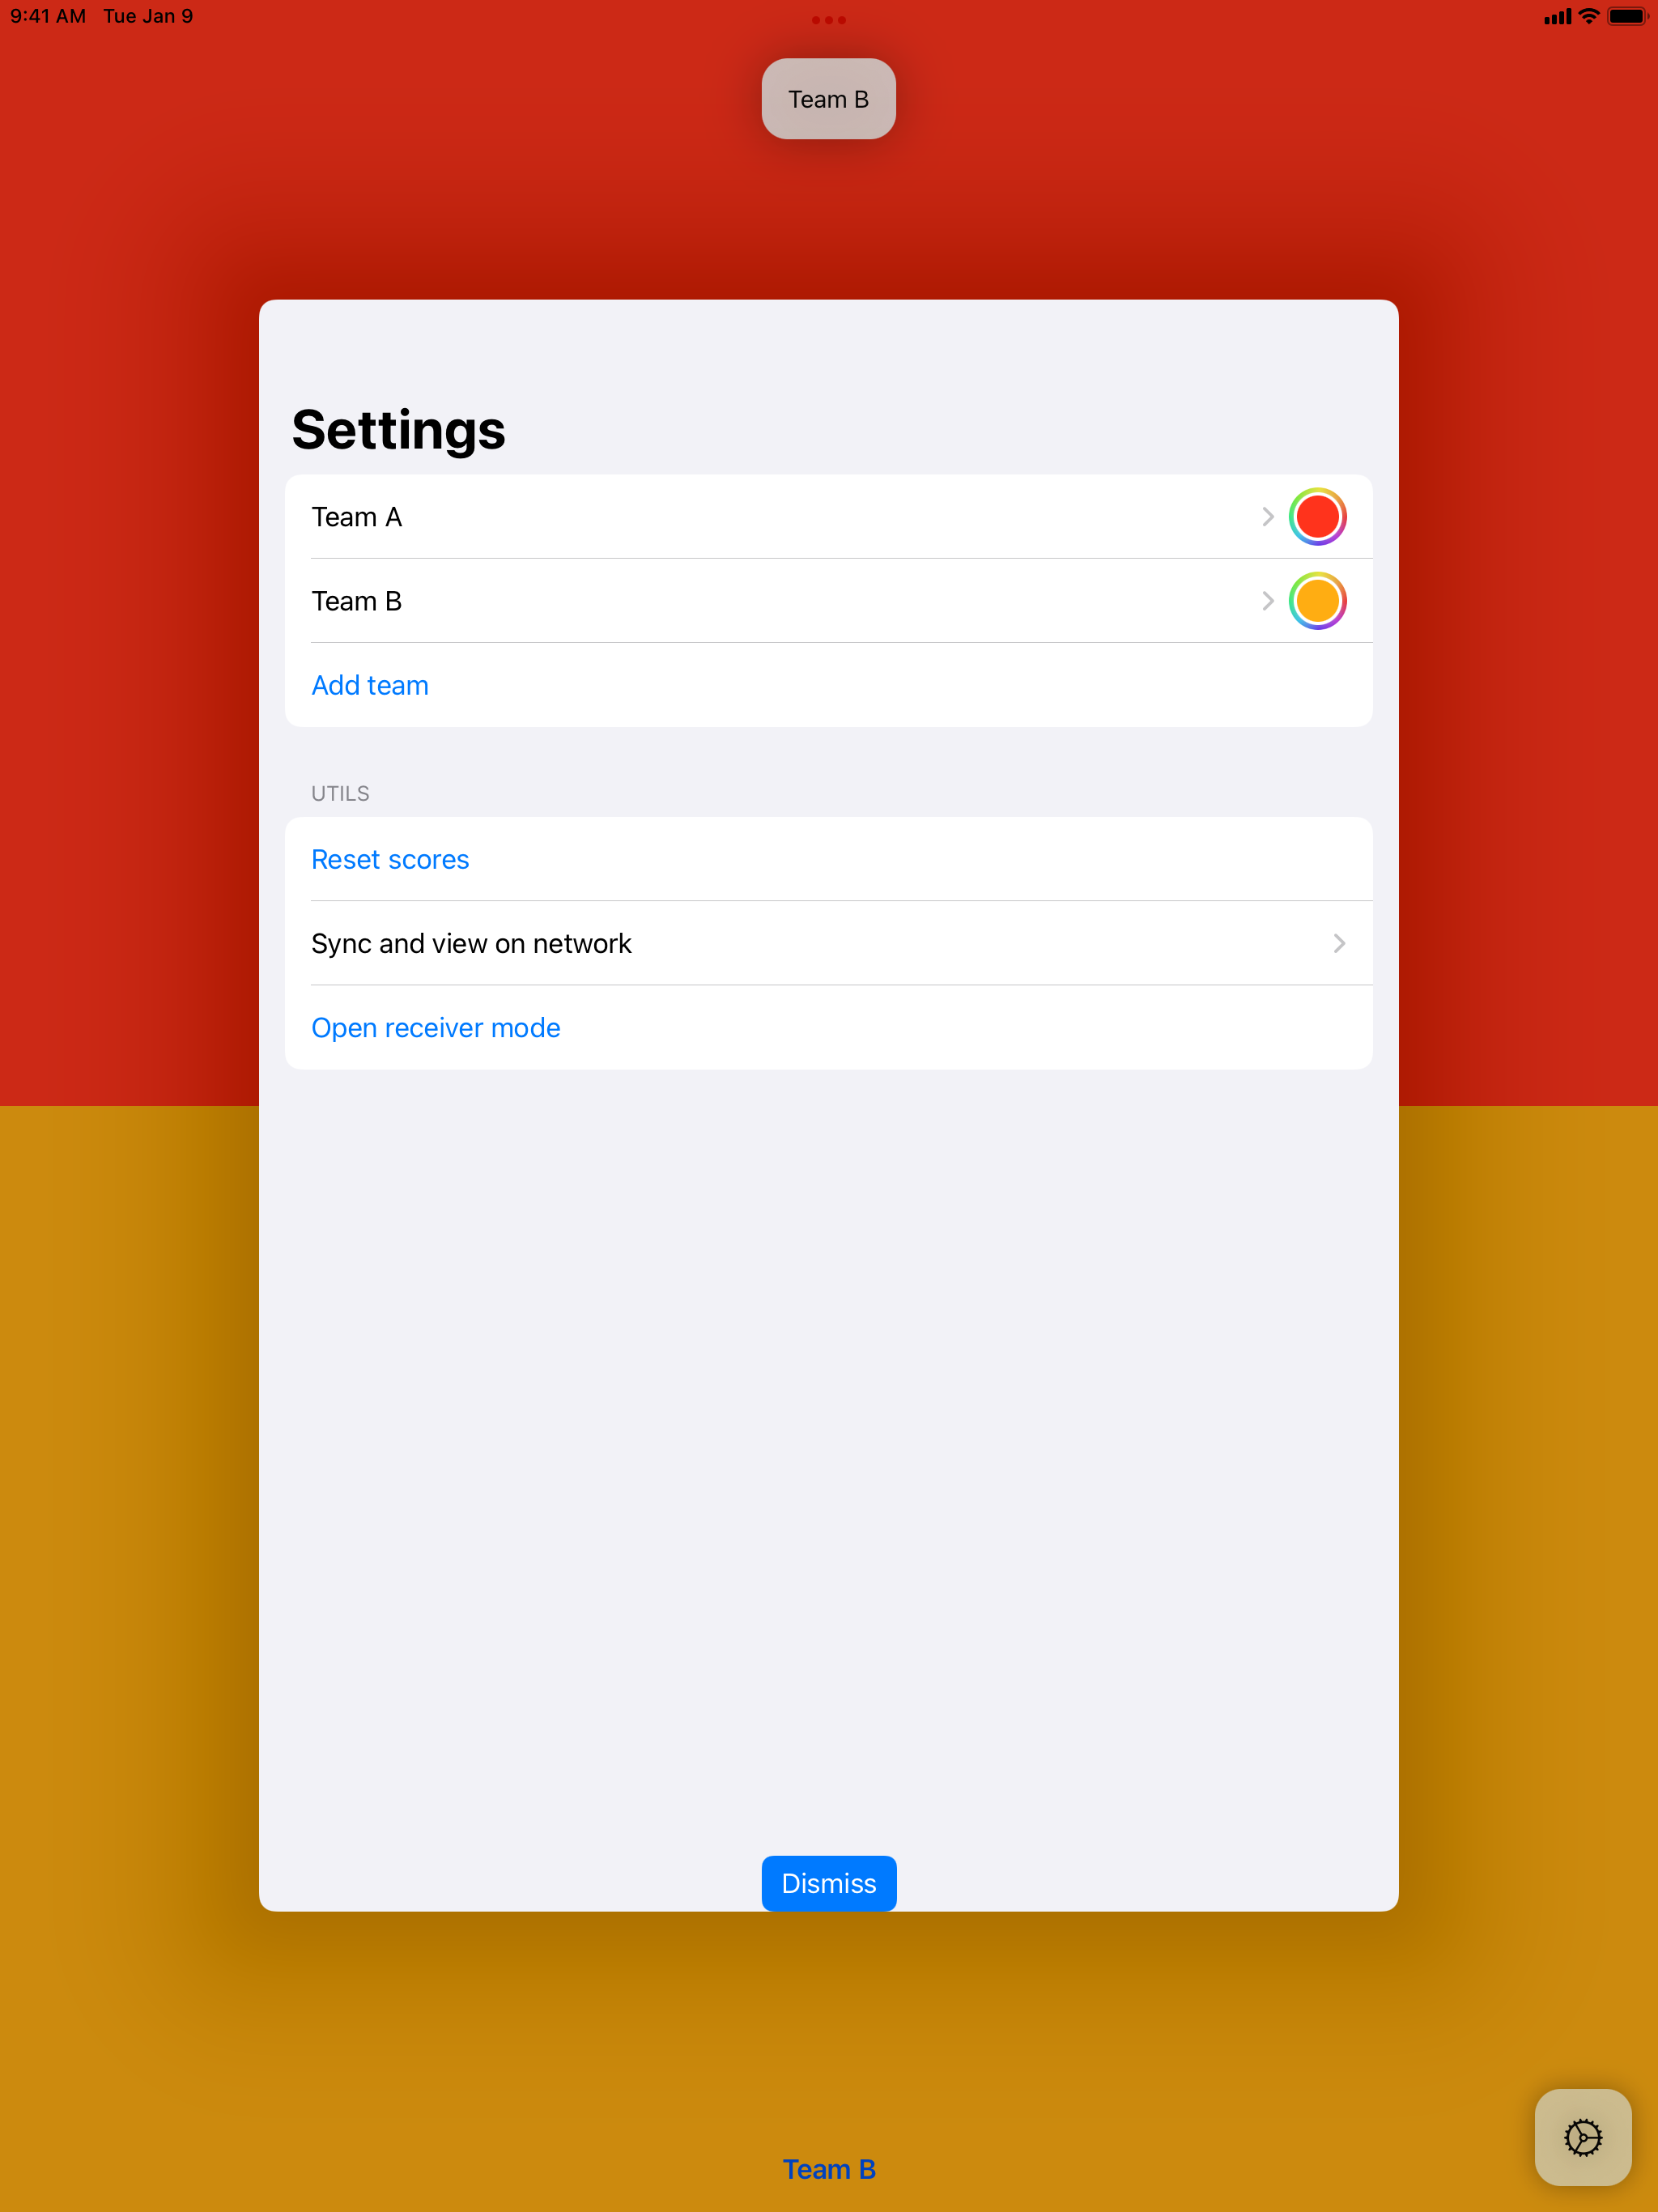 9:41 AM Tue Jan 9
Team B
Settings
Team A
Team B
Add team
UTILS
Reset scores
Sync and view on network
Open receiver mode
Dismiss
Team B